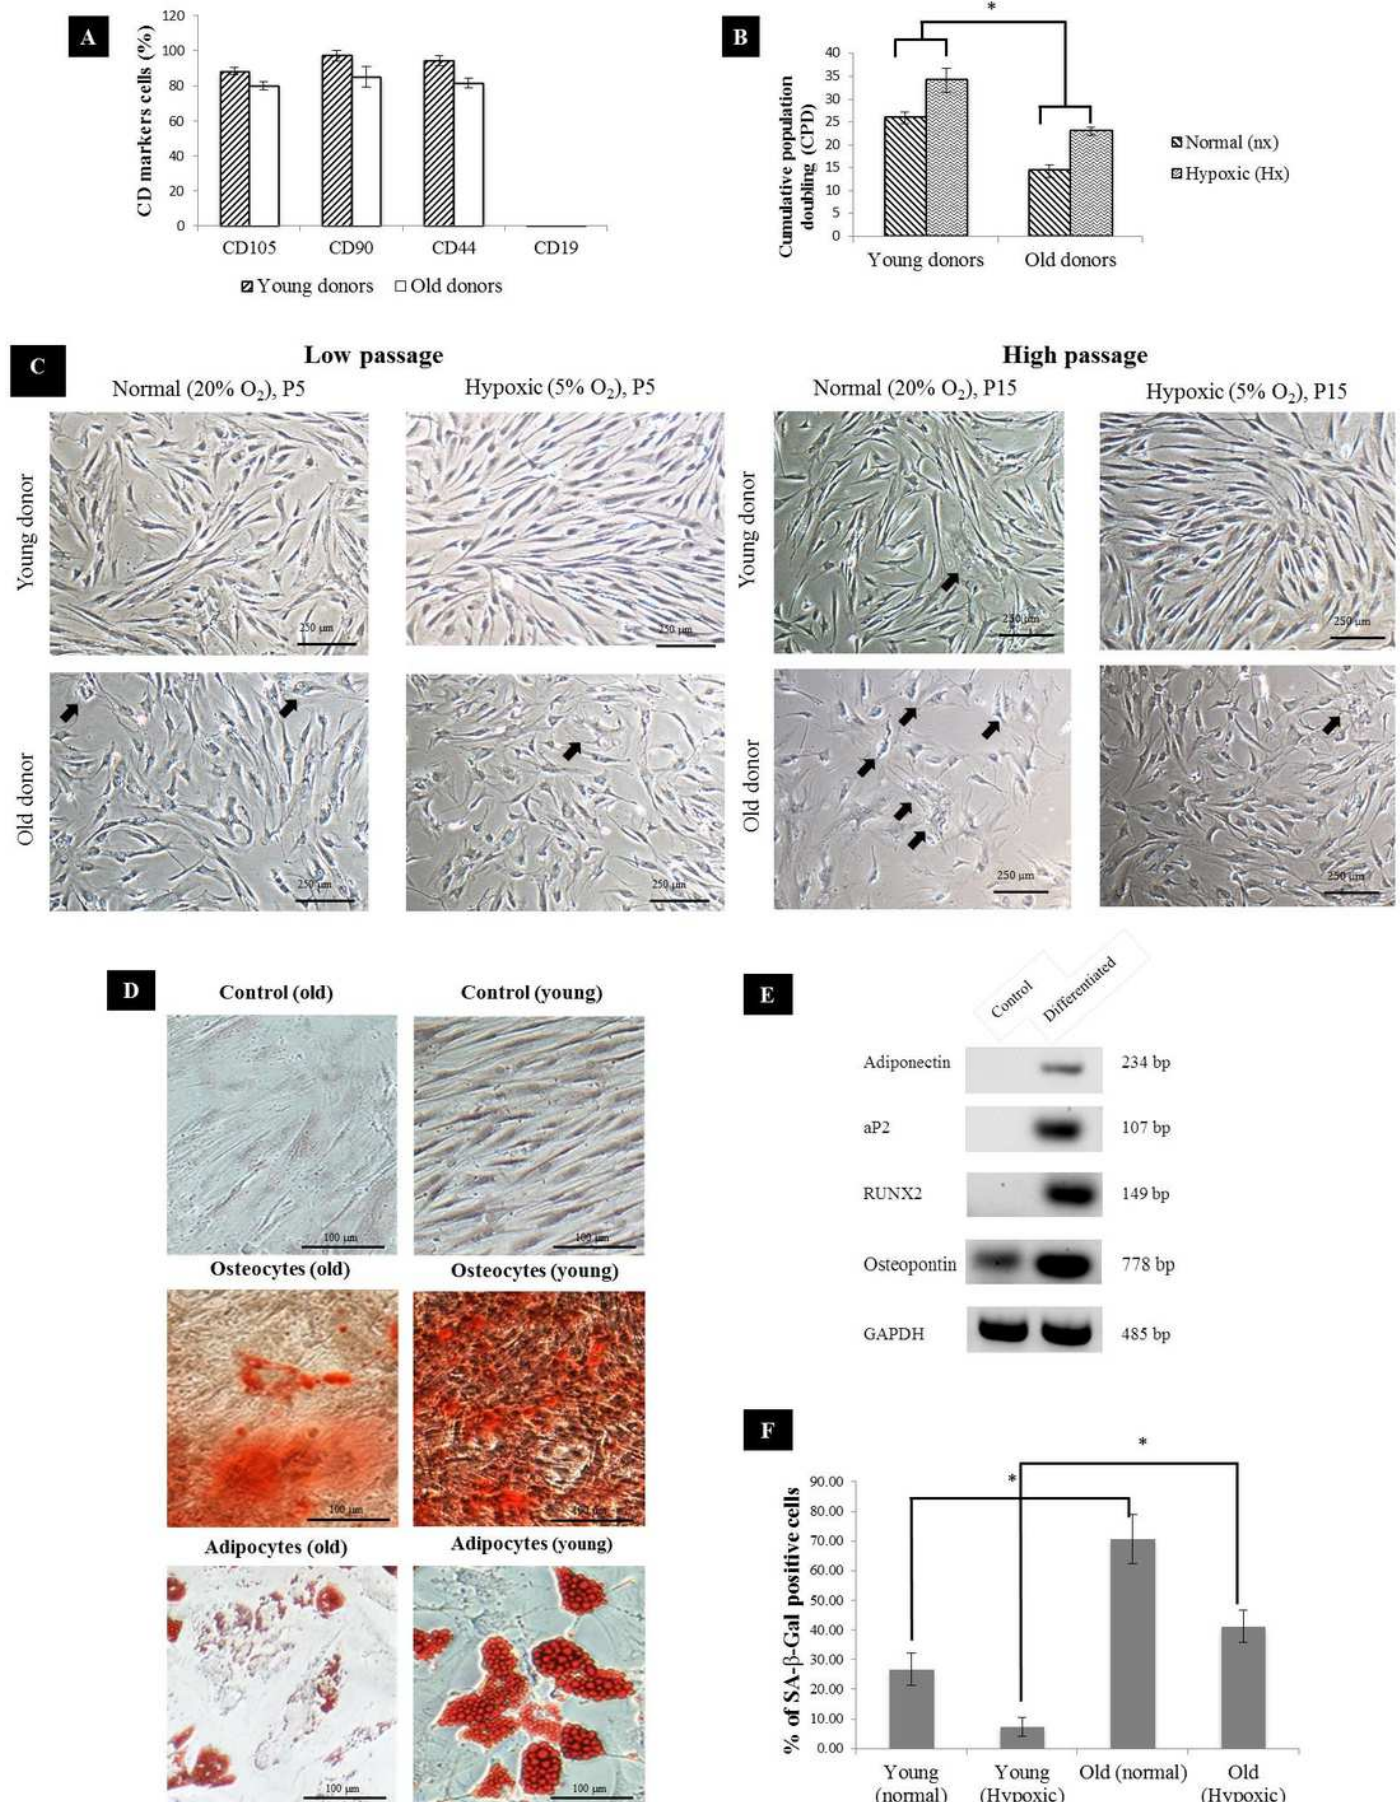 A
CD markers cells (%)
120
100
80
60
40
20
0
CD105 CD90 CD44 CD19
Young donors Old donors
B
*
Cumulative population
doubling (CPD)
40
35
30
25
20
15
10
5
0
Young donors Old donors
Normal (nx)
Hypoxic (Hx)
C
Low passage
High passage
Normal (20% O₂), P5
Hypoxic (5% O₂), P5
Normal (20% O₂), P15
Hypoxic (5% O₂), P15
Young donor
250 µm
250 µm
Young donor
250 µm
250 µm
Old donor
250 µm
250 µm
Old donor
250 µm
250 µm
D
Control (old)
Control (young)
100 µm
100 µm
Osteocytes (old)
Osteocytes (young)
100 µm
100 µm
Adipocytes (old)
Adipocytes (young)
100 µm
100 µm
E
Control
Differentiated
Adiponectin 234 bp
aP2 107 bp
RUNX2 149 bp
Osteopontin 778 bp
GAPDH 485 bp
F
*
*
% of SA-β-Gal positive cells
90.00
80.00
70.00
60.00
50.00
40.00
30.00
20.00
10.00
0.00
Young
(normal)
Young
(Hypoxic)
Old (normal)
Old
(Hypoxic)